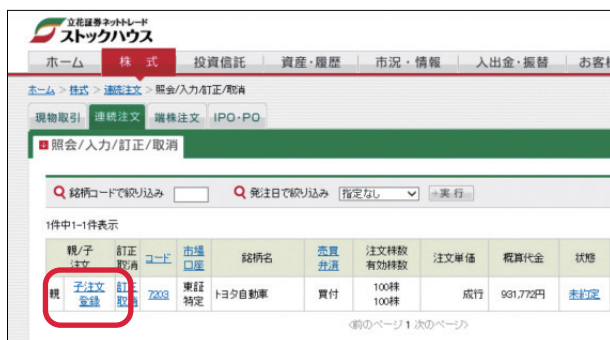 立花証券ネットトレード
ストックハウス
ホーム 株 式 投資信託 資産・履歴 市況・情報 入出金・振替 お客様
ホーム > 株式 > 連続注文 > 照会/入力/訂正/取消
現物取引 連続注文 端株注文 IPO・PO
照会/入力/訂正/取消
銘柄コードで絞り込み 発注日で絞り込み 指定なし 実 行
1件中1-1件表示
親/子 訂正 コード 市場 銘柄名 売買 注文株数 注文単価 概算代金 状態
注文 取消 口座 弁済 有効株数
親 子注文 訂正 7203 東証 トヨタ自動車 買付 100株 成行 931,772円 未約定
登録 取消 特定 100株
<前のページ 1 次のページ>